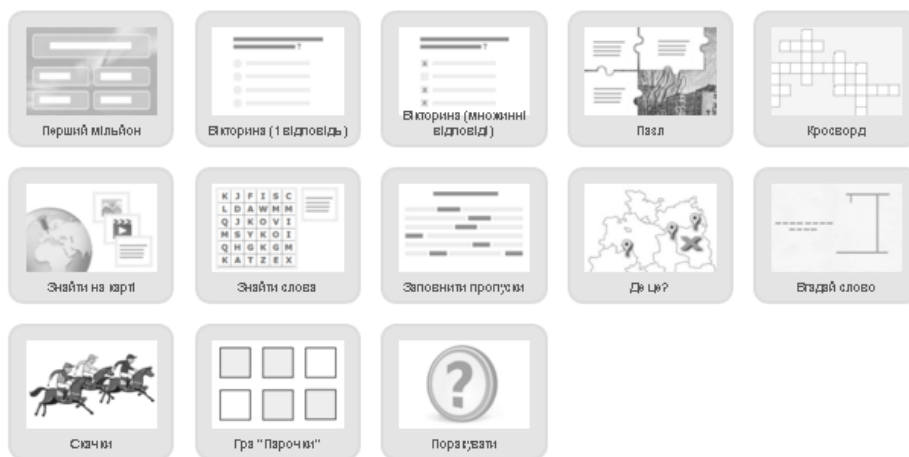 Перший мільйон
Вікторина (1 відповідь)
Вікторина (множинні
відповіді)
Пазл
Кросворд
K J F I S C
L D A W M M
Q J K O V I
M S Y K O I
Q H G K G M
K A T Z E X
Знайти на карті
Знайти слова
Заповнити пропуски
Де це?
Вгадай слово
Скачки
Гра "Парочки"
Порахувати